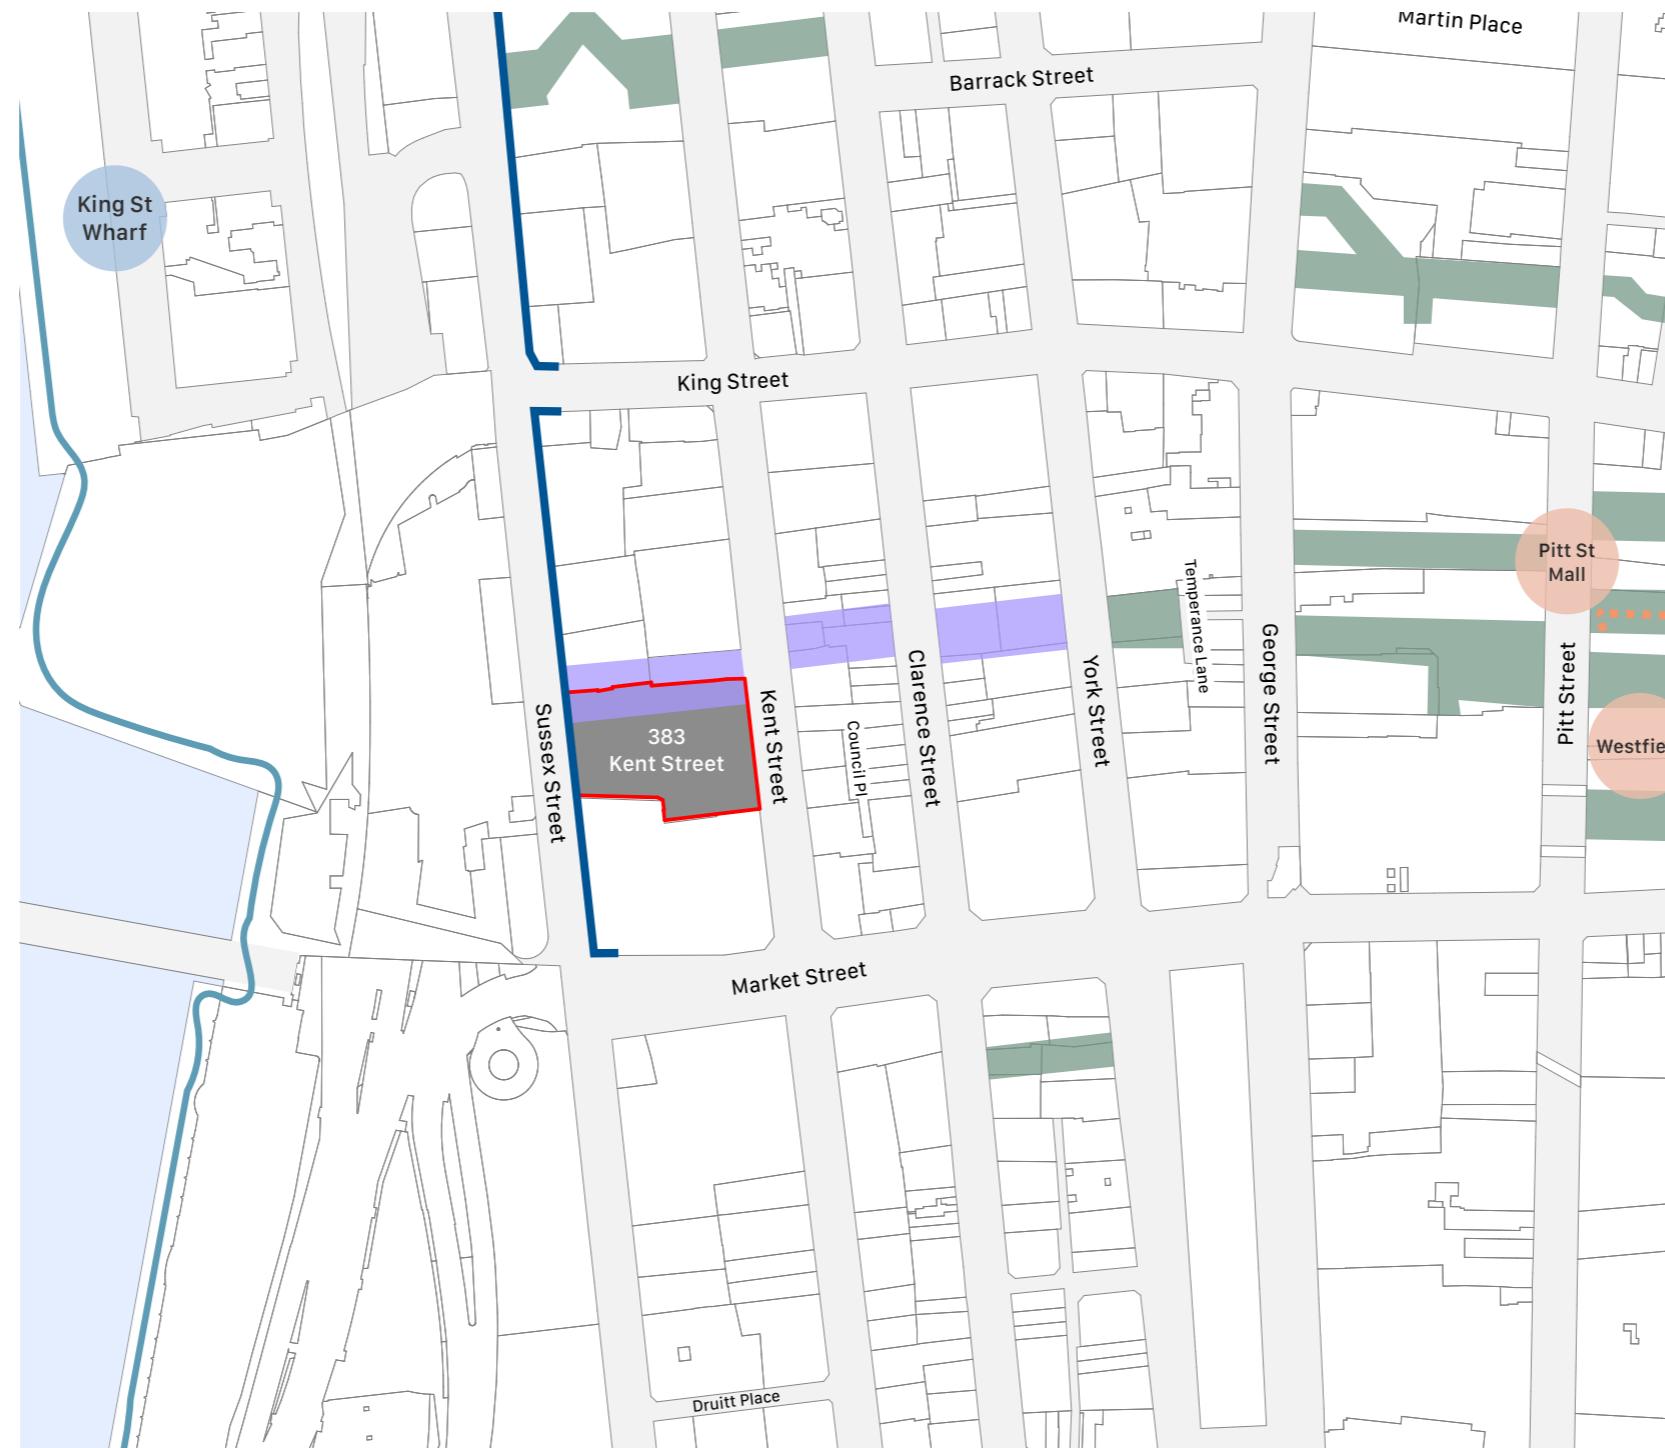 Martin Place
Barrack Street
King St
Wharf
King Street
Pitt St
Mall
Temperance Lane
George Street
Pitt Street
Clarence Street
York Street
Kent Street
Sussex Street
Council Pl
383
Kent Street
Westfie
Market Street
Druitt Place